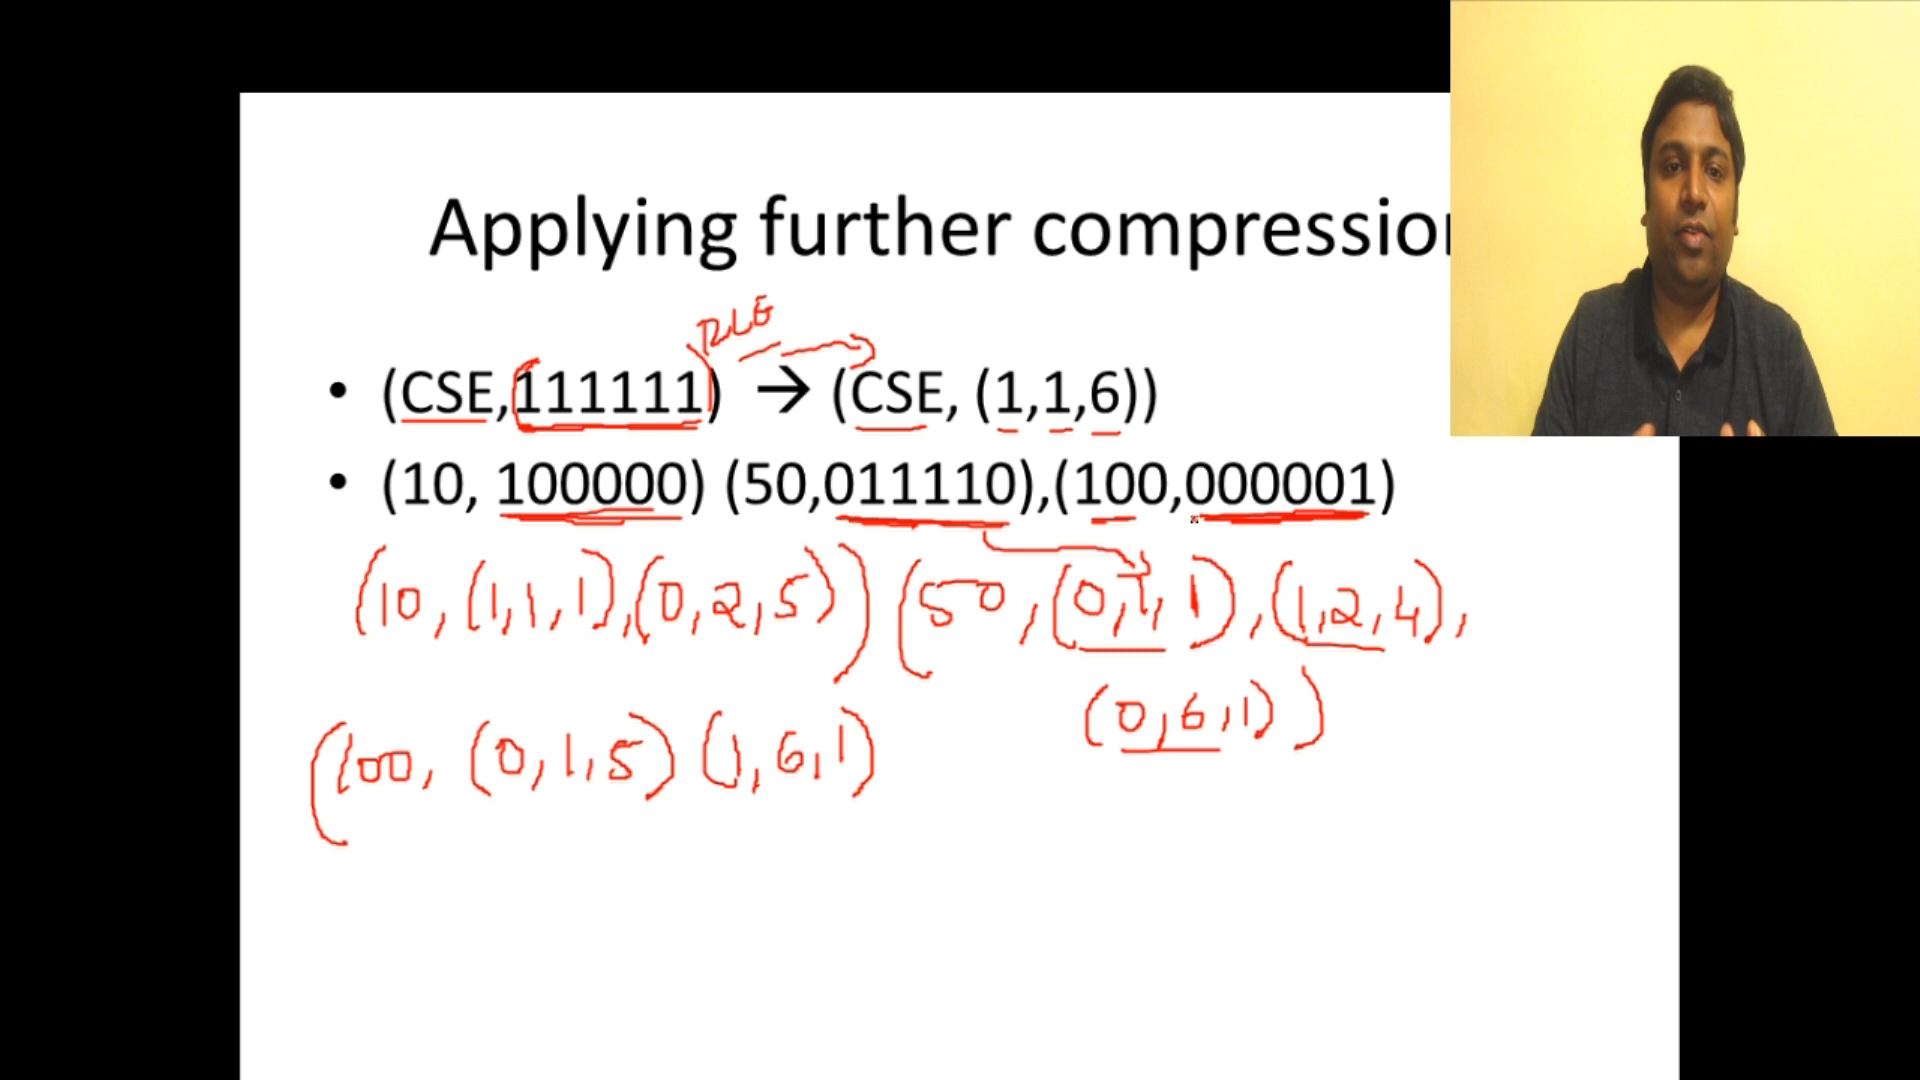 Applying further compressio
RLE
• (CSE,111111) → (CSE, (1,1,6))
• (10, 100000) (50,011110),(100,000001)
(10, (1,1,1),(0,2,5)) (50, (0,1,1), (1,2,4),
(0,6,1))
(100, (0,1,5) (1,6,1)